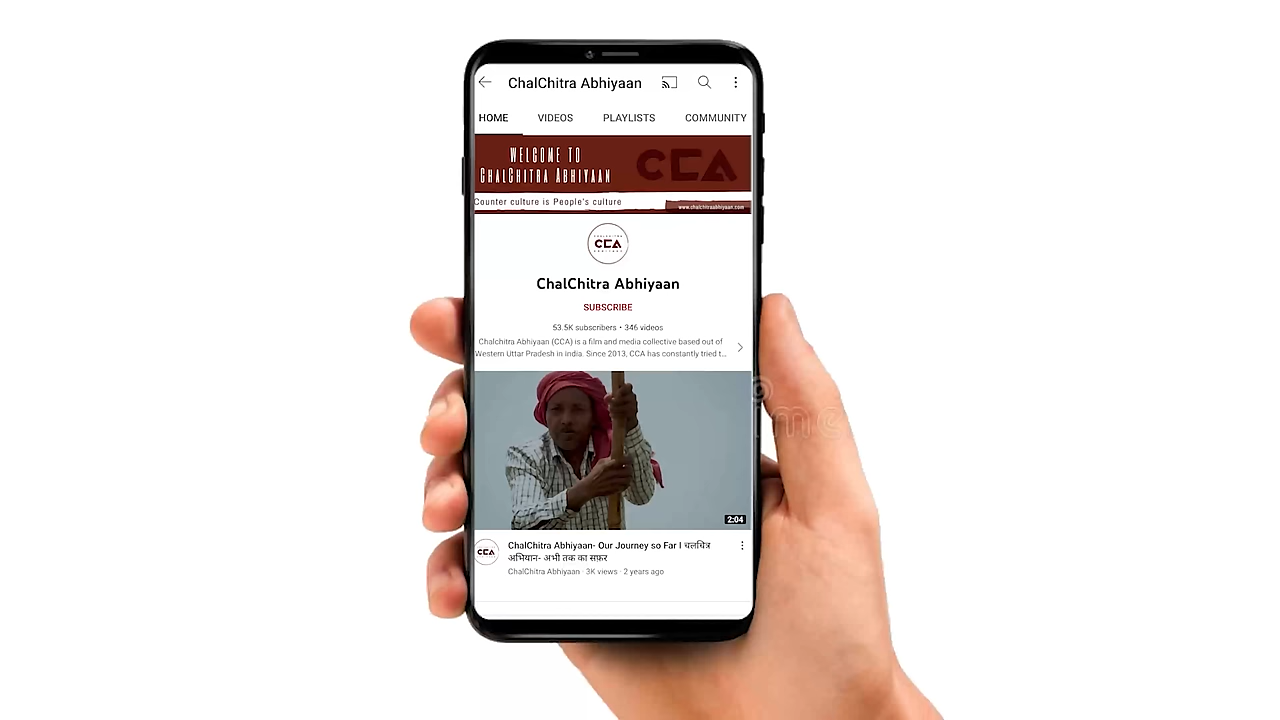 ChalChitra Abhiyaan
HOME VIDEOS PLAYLISTS COMMUNITY
WELCOME TO
CHALCHITRA ABHIYAAN
CCA
Counter culture is People's culture
www.chalchitraabhiyaan.com
CCA
ChalChitra Abhiyaan
SUBSCRIBE
53.5K subscribers • 346 videos
Chalchitra Abhiyaan (CCA) is a film and media collective based out of
Western Uttar Pradesh in India. Since 2013, CCA has constantly tried t...
2:04
CCA
ChalChitra Abhiyaan- Our Journey so Far I चलचित्र
अभियान- अभी तक का सफ़र
ChalChitra Abhiyaan · 3K views · 2 years ago